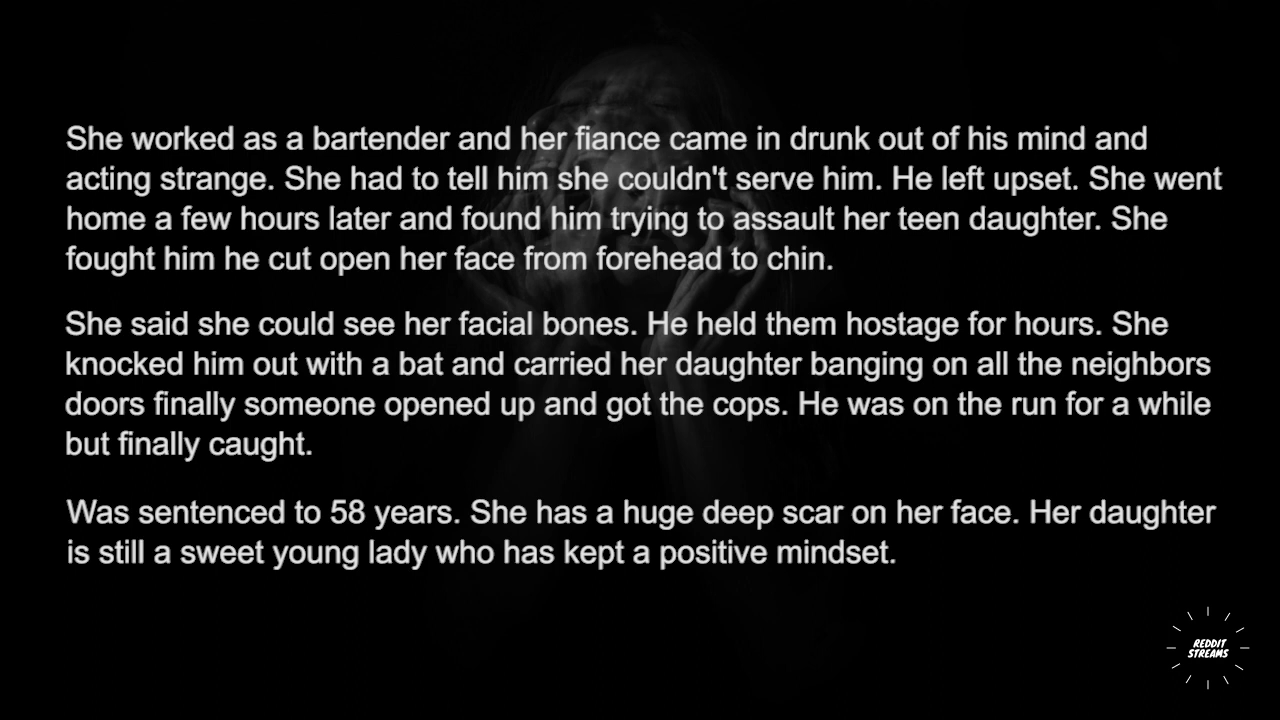 She worked as a bartender and her fiance came in drunk out of his mind and
acting strange. She had to tell him she couldn't serve him. He left upset. She went
home a few hours later and found him trying to assault her teen daughter. She
fought him he cut open her face from forehead to chin.
She said she could see her facial bones. He held them hostage for hours. She
knocked him out with a bat and carried her daughter banging on all the neighbors
doors finally someone opened up and got the cops. He was on the run for a while
but finally caught.
Was sentenced to 58 years. She has a huge deep scar on her face. Her daughter
is still a sweet young lady who has kept a positive mindset.
REDDIT
STREAMS